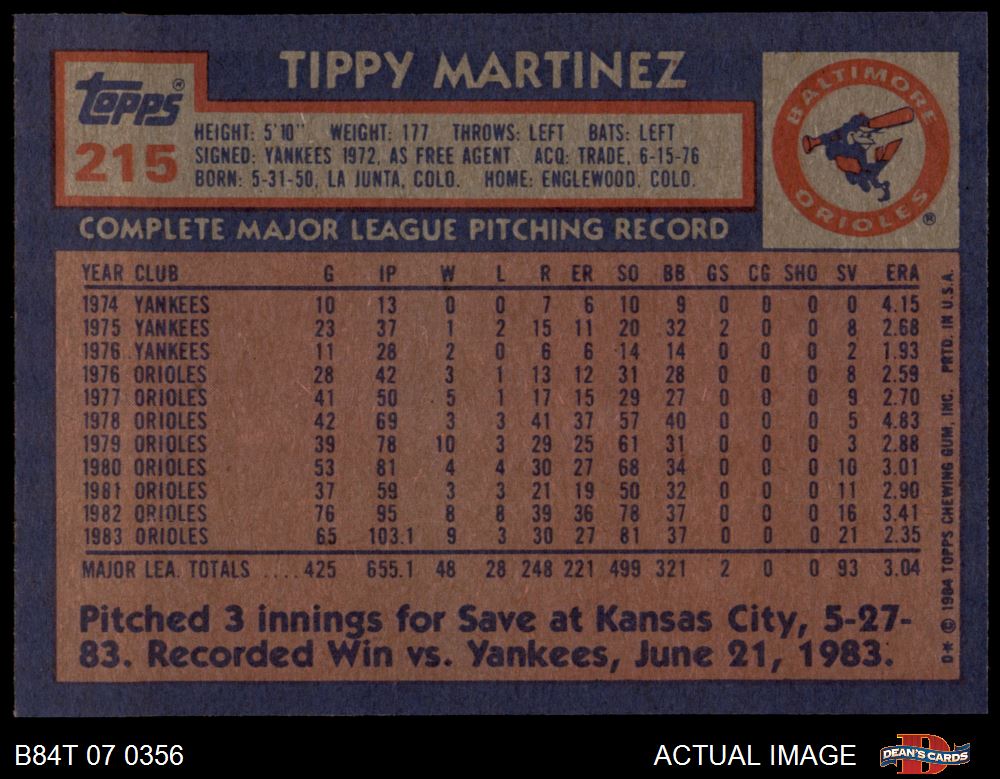 TIPPY MARTINEZ
topps®
215
HEIGHT: 5'10" WEIGHT: 177 THROWS: LEFT BATS: LEFT
SIGNED: YANKEES 1972, AS FREE AGENT ACQ: TRADE, 6-15-76
BORN: 5-31-50, LA JUNTA, COLO. HOME: ENGLEWOOD, COLO.
BALTIMORE
ORIOLES
®
COMPLETE MAJOR LEAGUE PITCHING RECORD
YEAR CLUB G IP W L R ER SO BB GS CG SHO SV ERA
1974 YANKEES 10 13 0 0 7 6 10 9 0 0 0 0 4.15
1975 YANKEES 23 37 1 2 15 11 20 32 2 0 0 8 2.68
1976 YANKEES 11 28 2 0 6 6 14 14 0 0 0 2 1.93
1976 ORIOLES 28 42 3 1 13 12 31 28 0 0 0 8 2.59
1977 ORIOLES 41 50 5 1 17 15 29 27 0 0 0 9 2.70
1978 ORIOLES 42 69 3 3 41 37 57 40 0 0 0 5 4.83
1979 ORIOLES 39 78 10 3 29 25 61 31 0 0 0 3 2.88
1980 ORIOLES 53 81 4 4 30 27 68 34 0 0 0 10 3.01
1981 ORIOLES 37 59 3 3 21 19 50 32 0 0 0 11 2.90
1982 ORIOLES 76 95 8 8 39 36 78 37 0 0 0 16 3.41
1983 ORIOLES 65 103.1 9 3 30 27 81 37 0 0 0 21 2.35
MAJOR LEA. TOTALS ....425 655.1 48 28 248 221 499 321 2 0 0 93 3.04
Pitched 3 innings for Save at Kansas City, 5-27-
83. Recorded Win vs. Yankees, June 21, 1983.
D* © 1984 TOPPS CHEWING GUM, INC. PRTD. IN U.S.A.
B84T 07 0356
ACTUAL IMAGE
DEAN'S CARDS